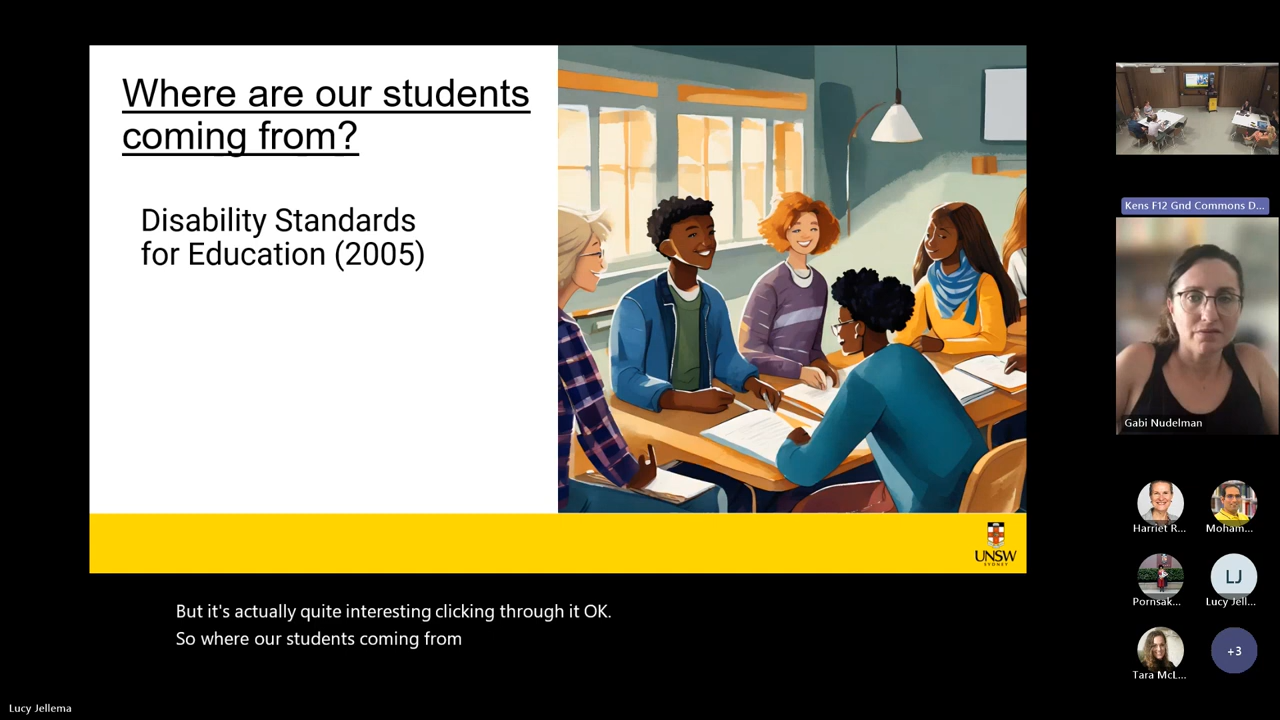 Where are our students
coming from?
Disability Standards
for Education (2005)
UNSW
SYDNEY
But it's actually quite interesting clicking through it OK.
So where our students coming from
Lucy Jellema
Kens F12 Gnd Commons D...
Gabi Nudelman
Harriet R...
Moham...
Pornsak...
LJ
Lucy Jell...
Tara McL...
+3